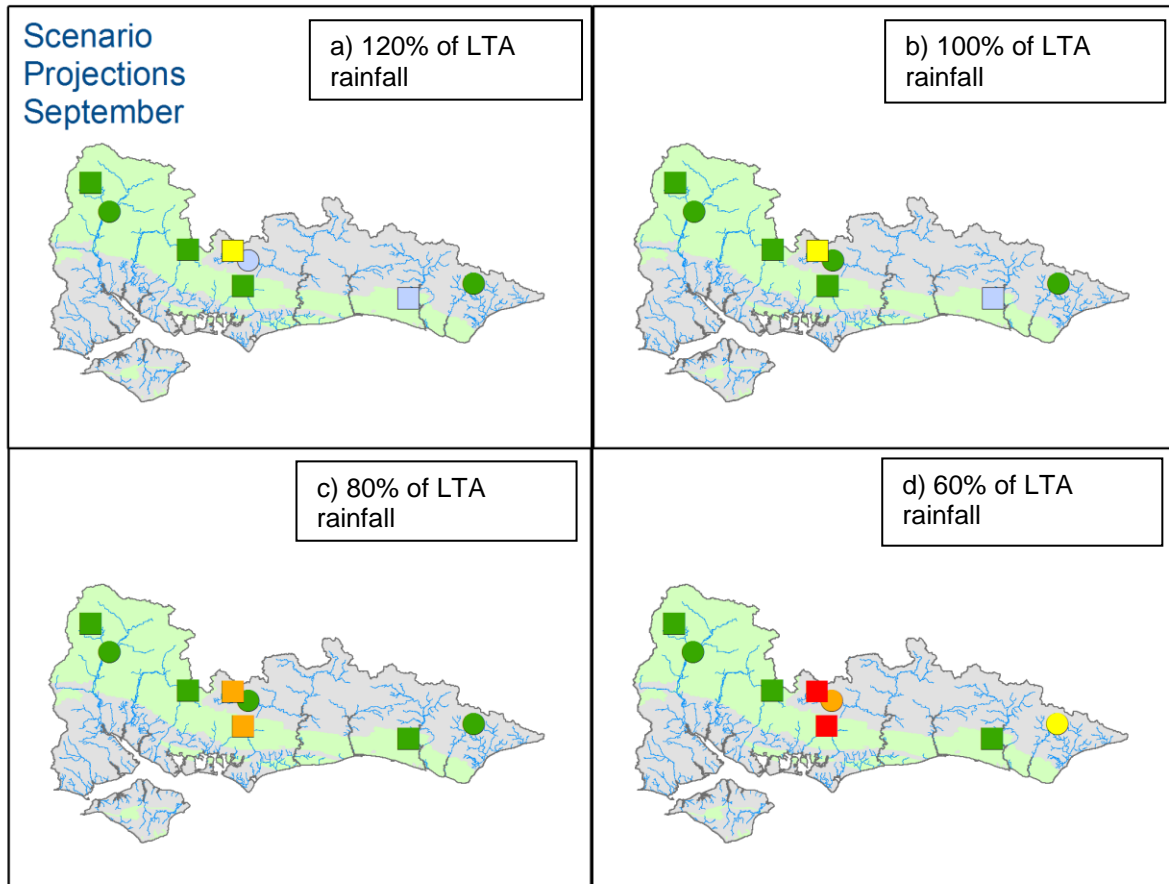 Scenario
Projections
September
a) 120% of LTA
rainfall
b) 100% of LTA
rainfall
c) 80% of LTA
rainfall
d) 60% of LTA
rainfall